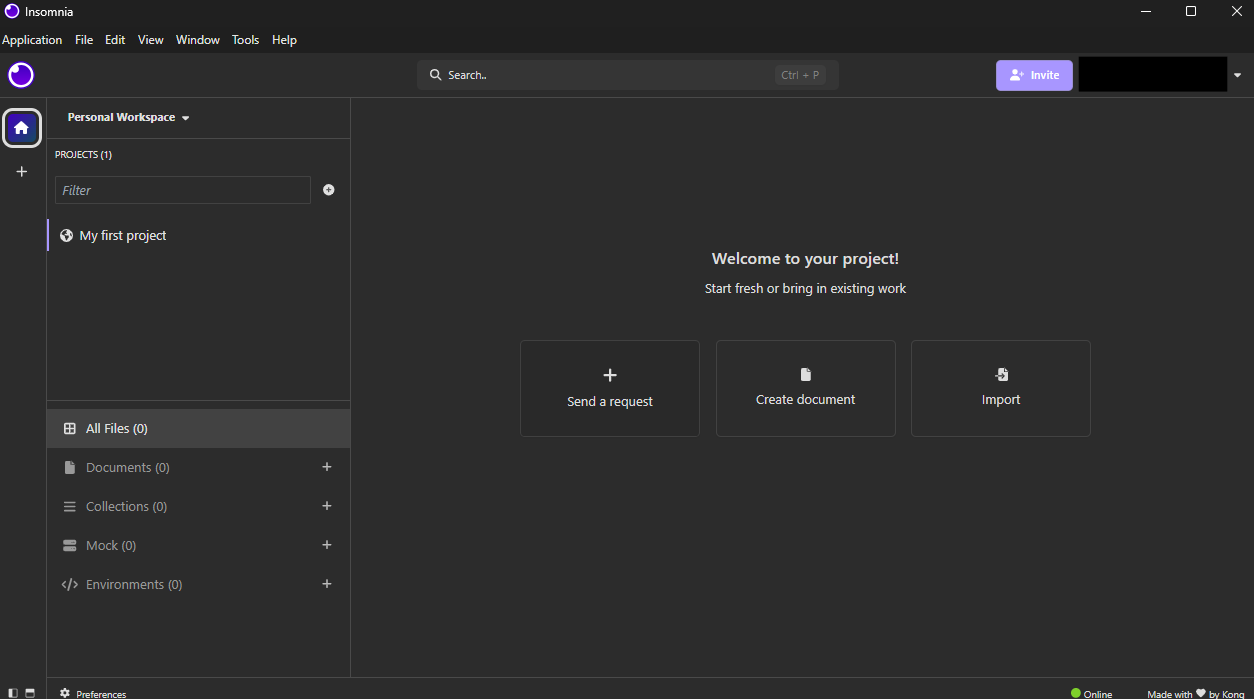 Insomnia
Application File Edit View Window Tools Help
Search.. Ctrl + P Invite
Personal Workspace
PROJECTS (1)
Filter
My first project
Welcome to your project!
Start fresh or bring in existing work
Send a request
Create document
Import
All Files (0)
Documents (0)
Collections (0)
Mock (0)
Environments (0)
Preferences
Online
Made with ♥ by Kong